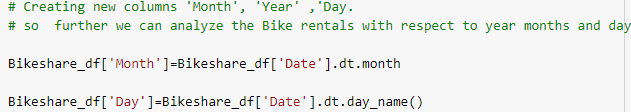 # Creating new columns 'Month', 'Year' ,'Day.
# so  further we can analyze the Bike rentals with respect to year months and day
Bikeshare_df['Month']=Bikeshare_df['Date'].dt.month
Bikeshare_df['Day']=Bikeshare_df['Date'].dt.day_name()